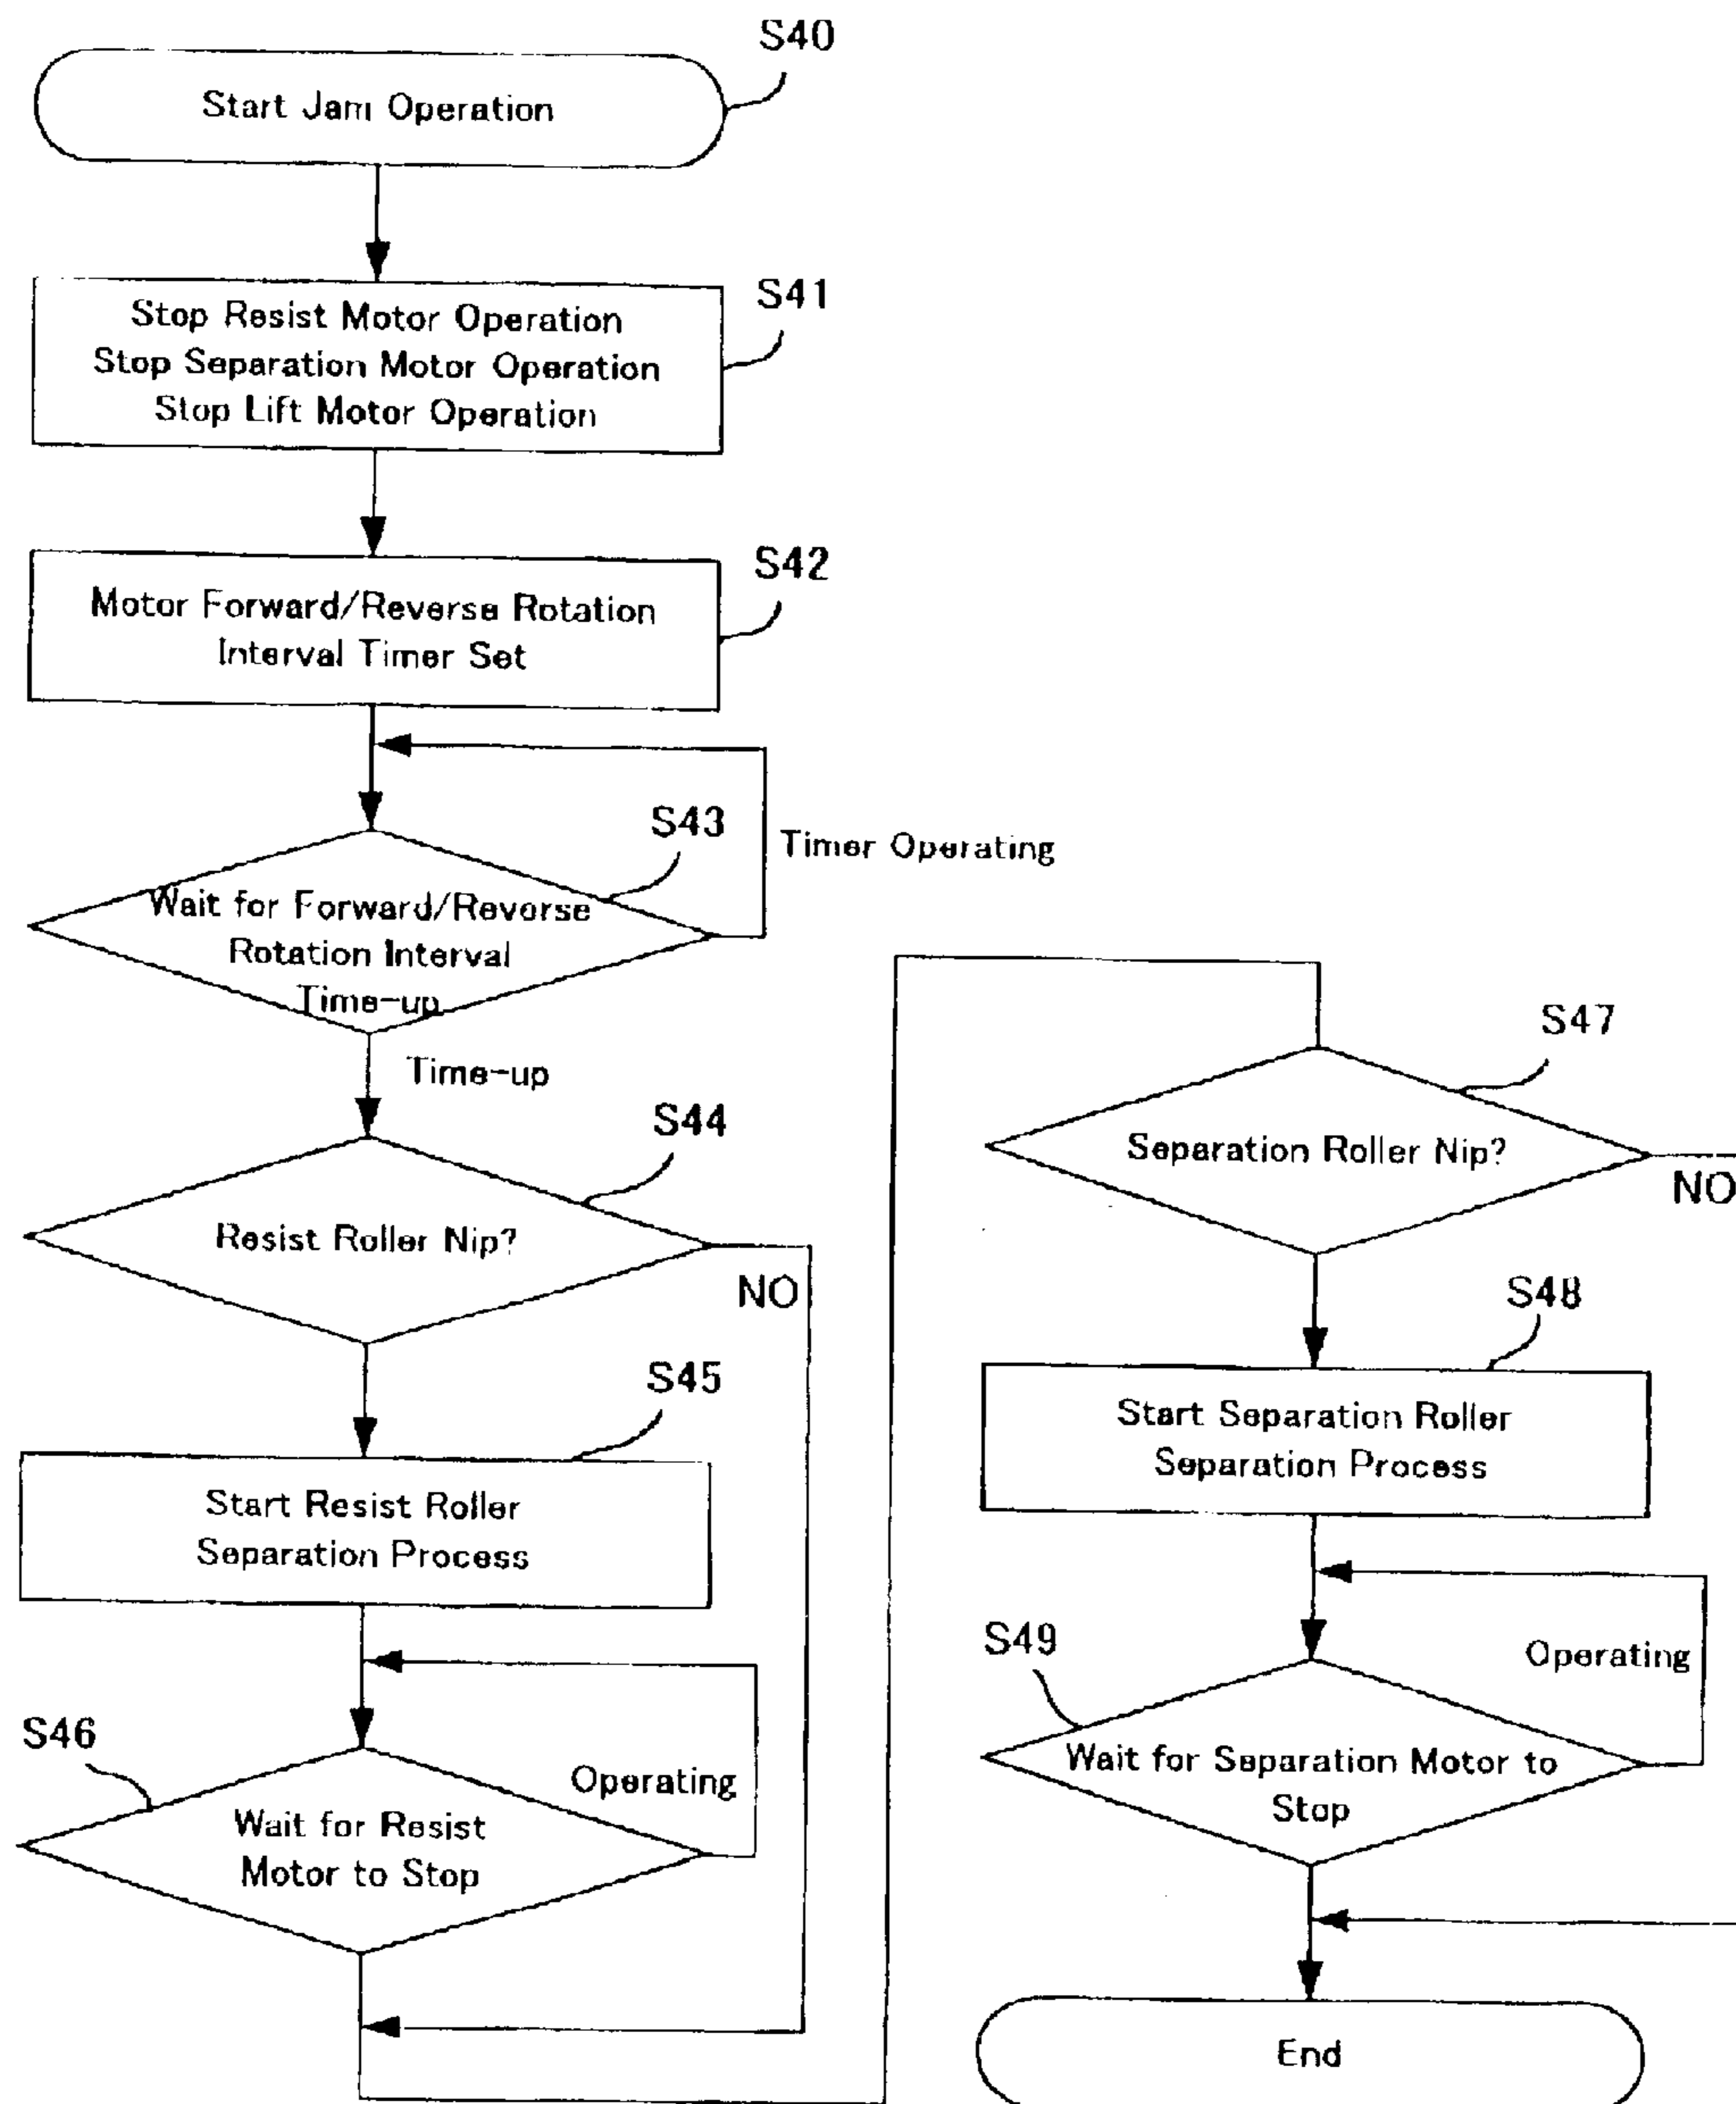 S40
Start Jam Operation
S41
Stop Resist Motor Operation
Stop Separation Motor Operation
Stop Lift Motor Operation
S42
Motor Forward/Reverse Rotation
Interval Timer Set
S43
Timer Operating
Wait for Forward/Reverse
Rotation Interval
Time-up
Time-up
S44
Resist Roller Nip?
NO
S45
Start Resist Roller
Separation Process
S46
Operating
Wait for Resist
Motor to Stop
S47
Separation Roller Nip?
NO
S48
Start Separation Roller
Separation Process
S49
Operating
Wait for Separation Motor to
Stop
End